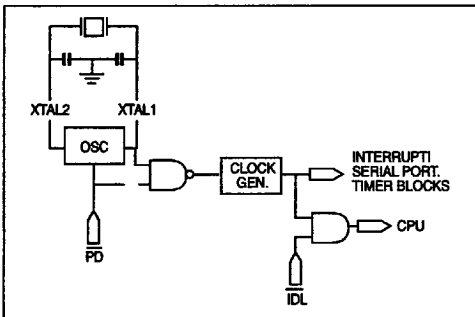 XTAL2 XTAL1
OSC
CLOCK
GEN.
INTERRUPTI
SERIAL PORT.
TIMER BLOCKS
CPU
PD
IDL